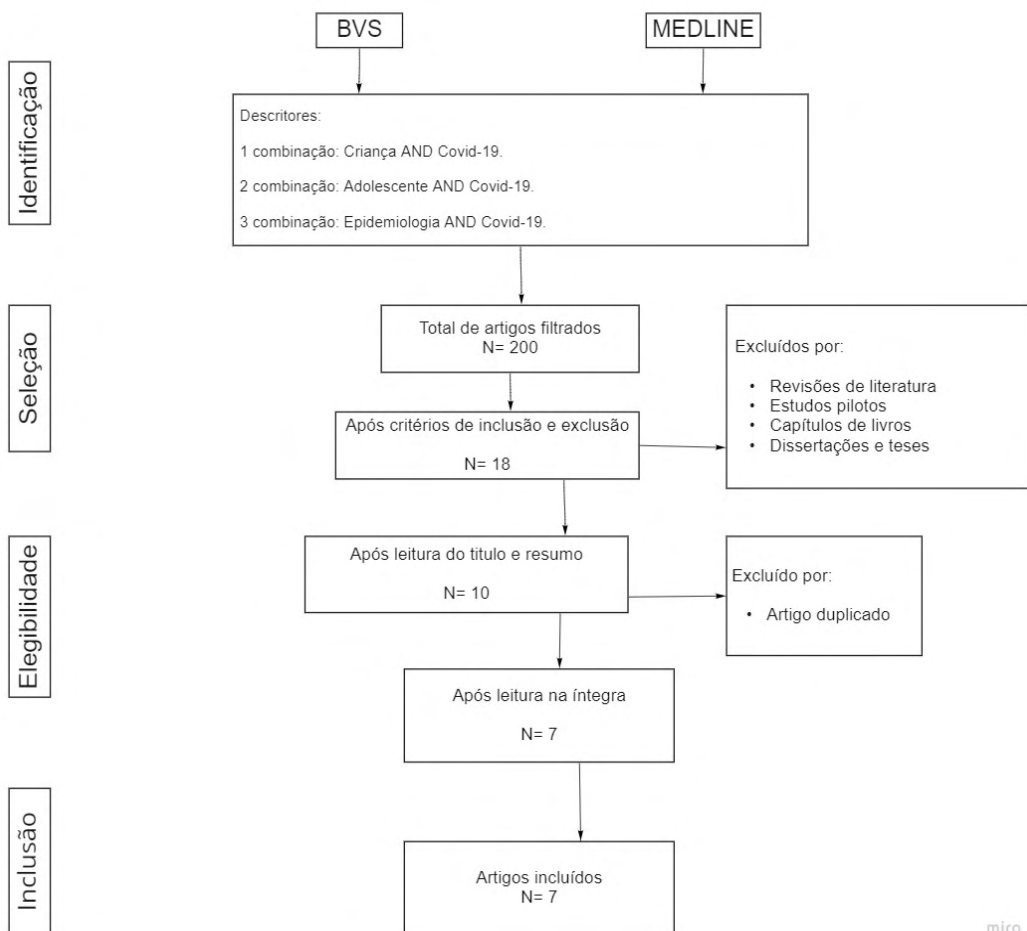 BVS
MEDLINE
Identificação
Descritores:
1 combinação: Criança AND Covid-19.
2 combinação: Adolescente AND Covid-19.
3 combinação: Epidemiologia AND Covid-19.
Seleção
Total de artigos filtrados
N= 200
Excluídos por:
• Revisões de literatura
• Estudos pilotos
• Capítulos de livros
• Dissertações e teses
Após critérios de inclusão e exclusão
N= 18
Elegibilidade
Após leitura do titulo e resumo
N= 10
Excluído por:
• Artigo duplicado
Após leitura na íntegra
N= 7
Inclusão
Artigos incluídos
N= 7
miro